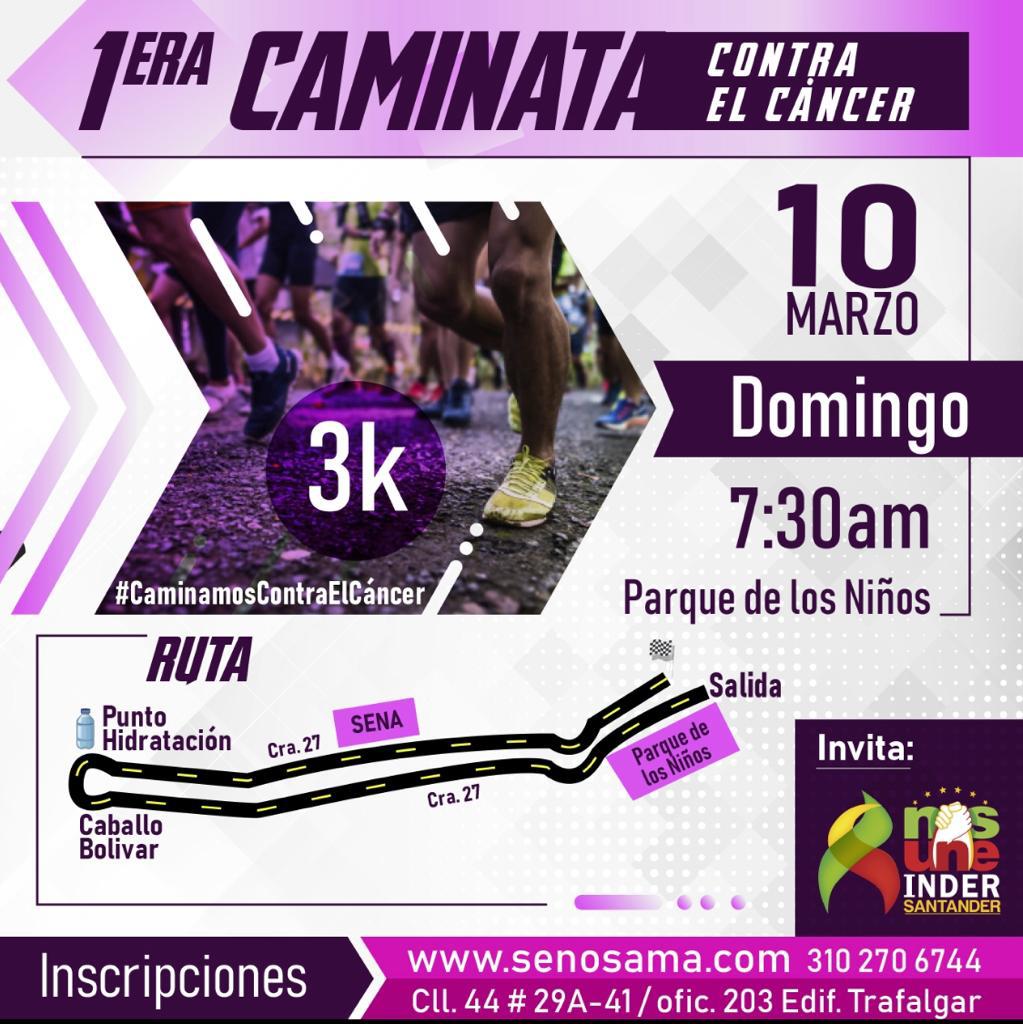 1ERA CAMINATA CONTRA
EL CÁNCER
10
MARZO
Domingo
7:30am
Parque de los Niños
3k
#CaminamosContraElCáncer
RUTA
Salida
Punto
Hidratación
Cra. 27
SENA
Parque de
los Niños
Cra. 27
Caballo
Bolivar
Invita:
nos
une
INDER
SANTANDER
Inscripciones
www.senosama.com 310 270 6744
Cll. 44 # 29A-41 / ofic. 203 Edif. Trafalgar